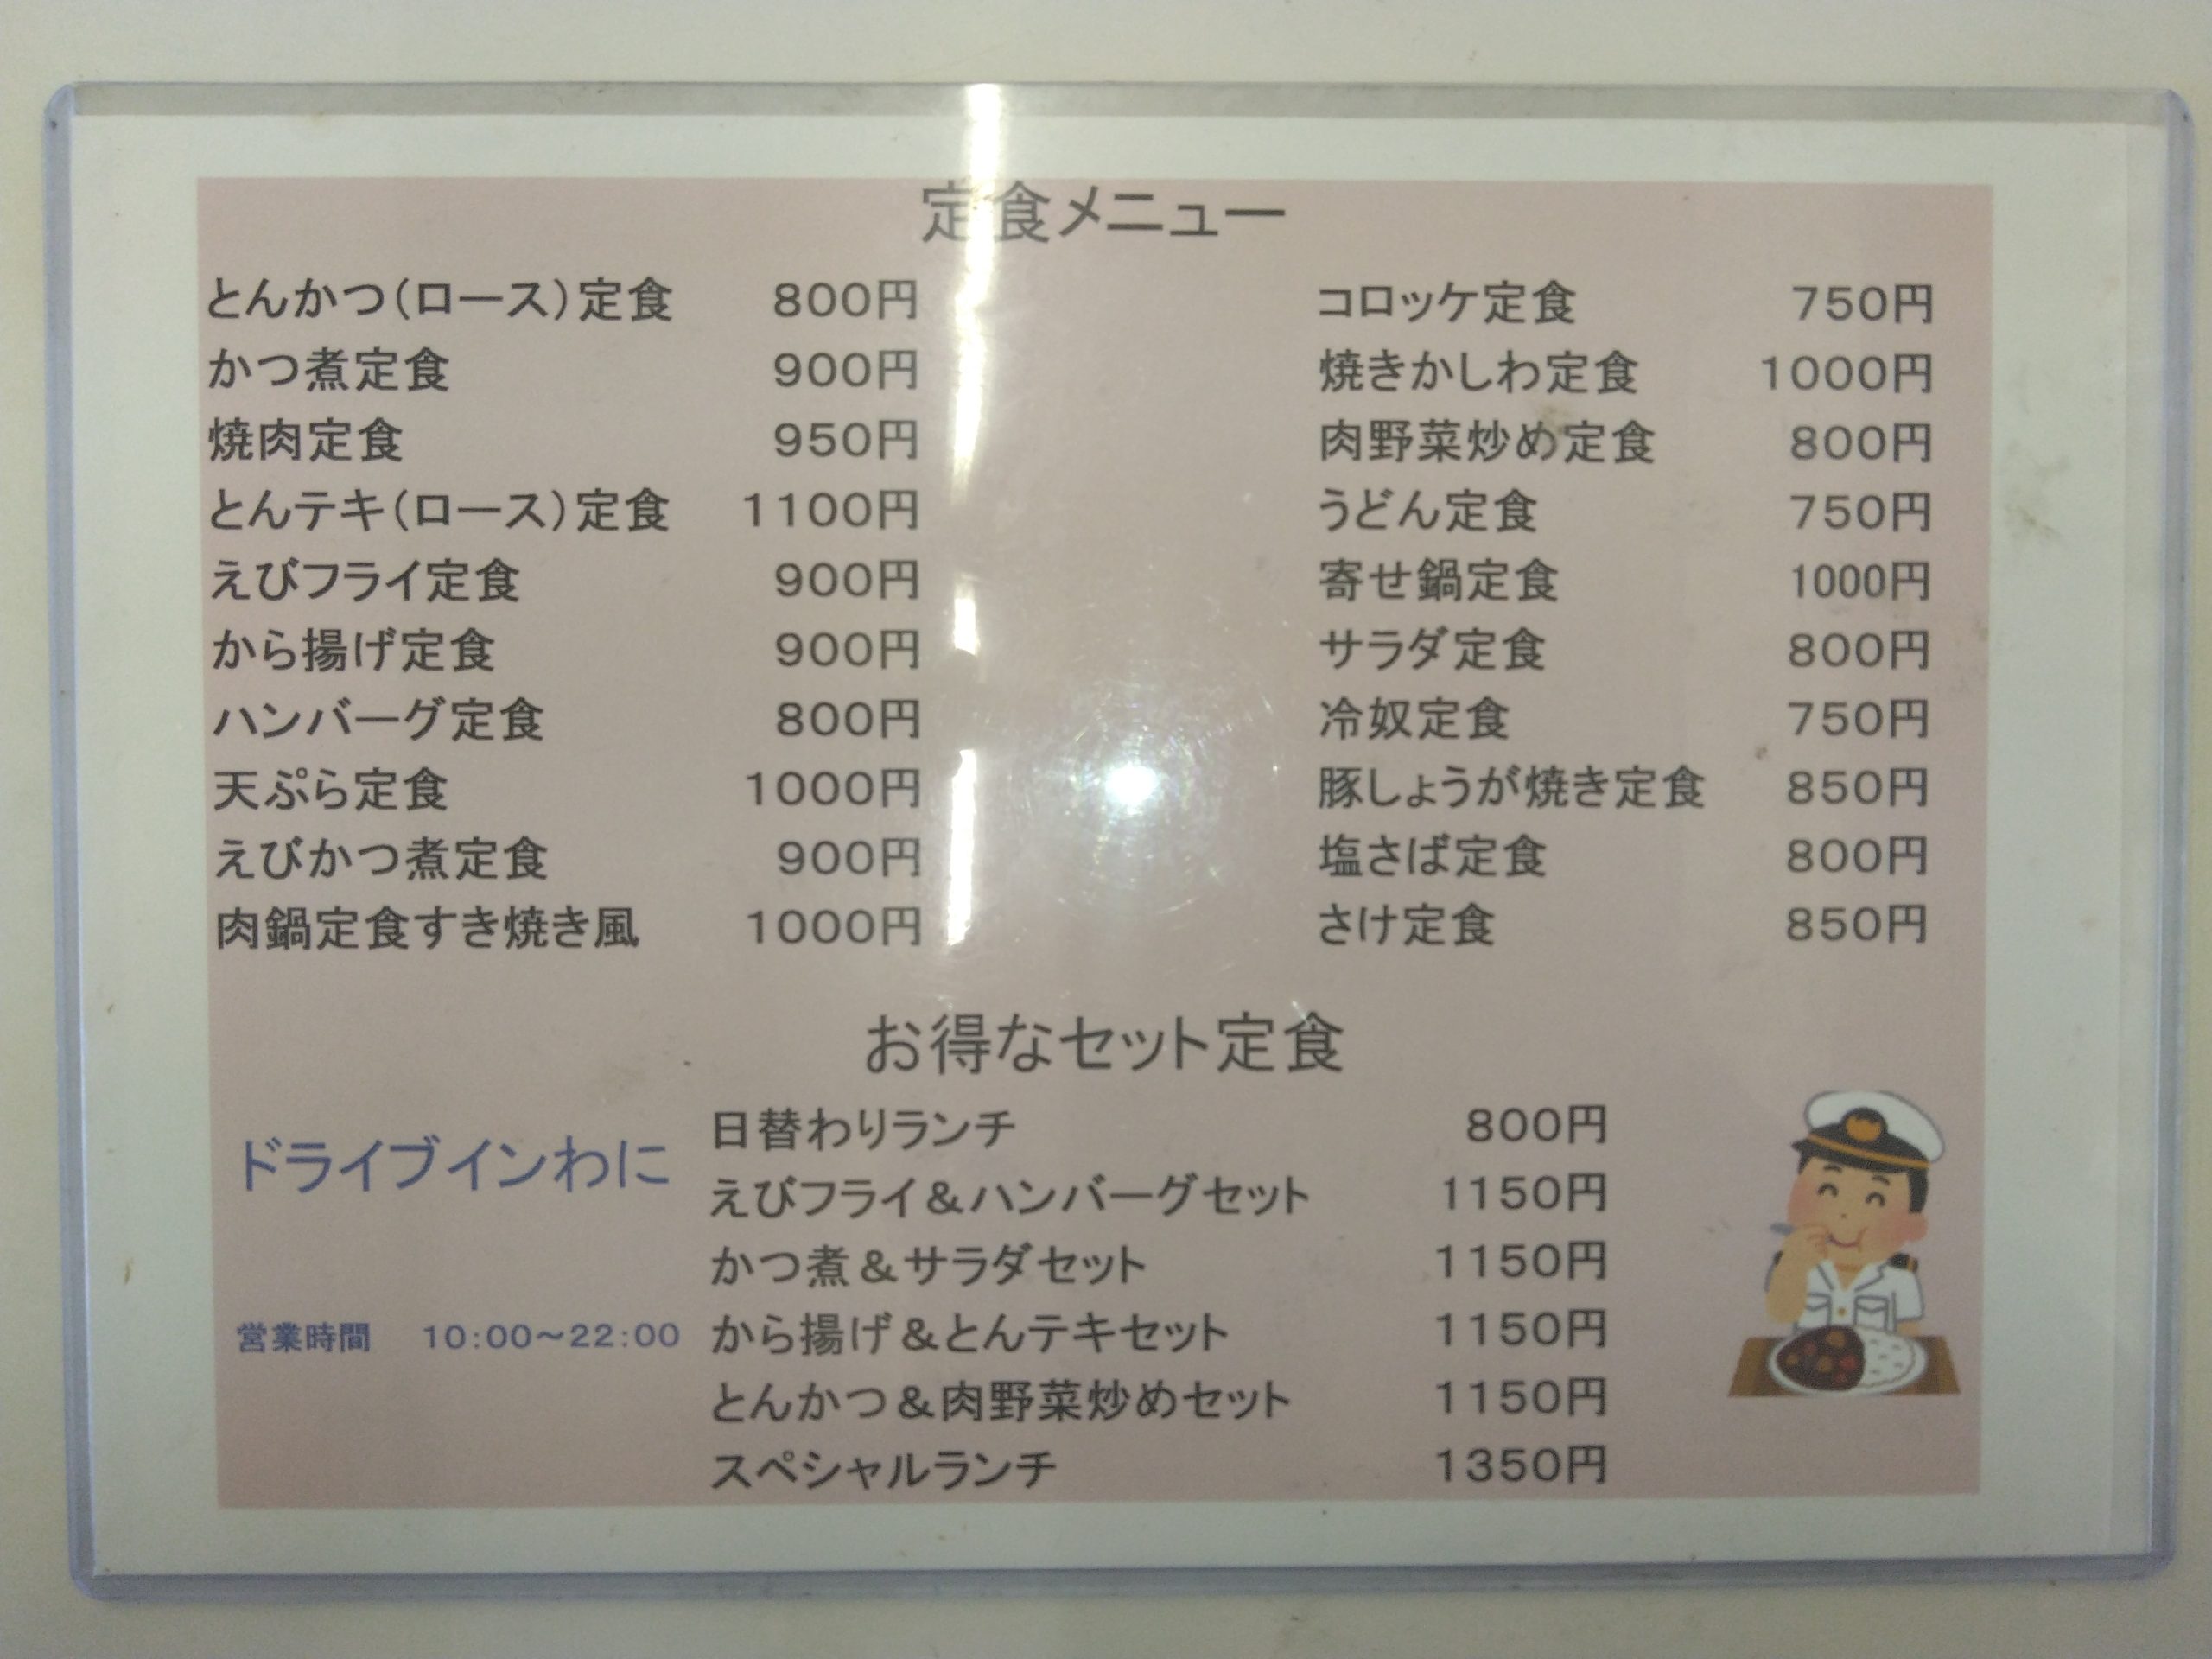 定食メニュー
とんかつ（ロース）定食 800円
かつ煮定食 900円
焼肉定食 950円
とんテキ（ロース）定食 1100円
えびフライ定食 900円
から揚げ定食 900円
ハンバーグ定食 800円
天ぷら定食 1000円
えびかつ煮定食 900円
肉鍋定食すき焼き風 1000円
コロッケ定食 750円
焼きかしわ定食 1000円
肉野菜炒め定食 800円
うどん定食 750円
寄せ鍋定食 1000円
サラダ定食 800円
冷奴定食 750円
豚しょうが焼き定食 850円
塩さば定食 800円
さけ定食 850円
お得なセット定食
ドライブインわに
営業時間 10:00～22:00
日替わりランチ 800円
えびフライ＆ハンバーグセット 1150円
かつ煮＆サラダセット 1150円
から揚げ＆とんテキセット 1150円
とんかつ＆肉野菜炒めセット 1150円
スペシャルランチ 1350円